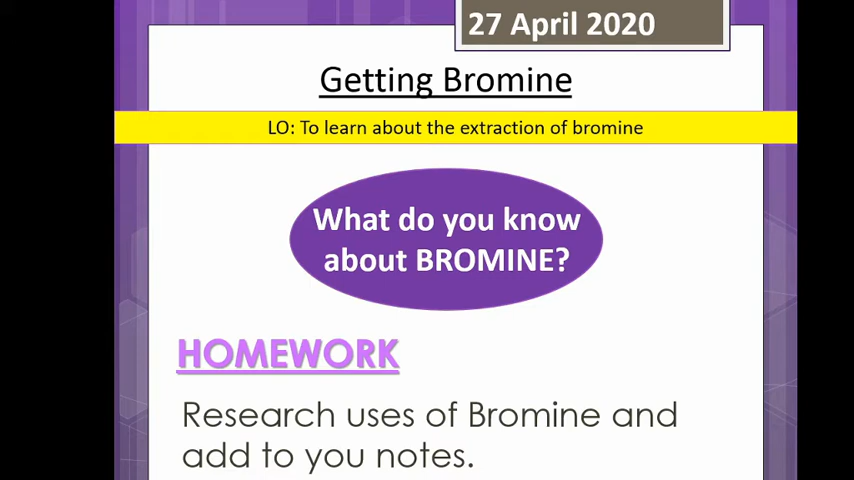 27 April 2020
Getting Bromine
LO: To learn about the extraction of bromine
What do you know
about BROMINE?
HOMEWORK
Research uses of Bromine and
add to you notes.